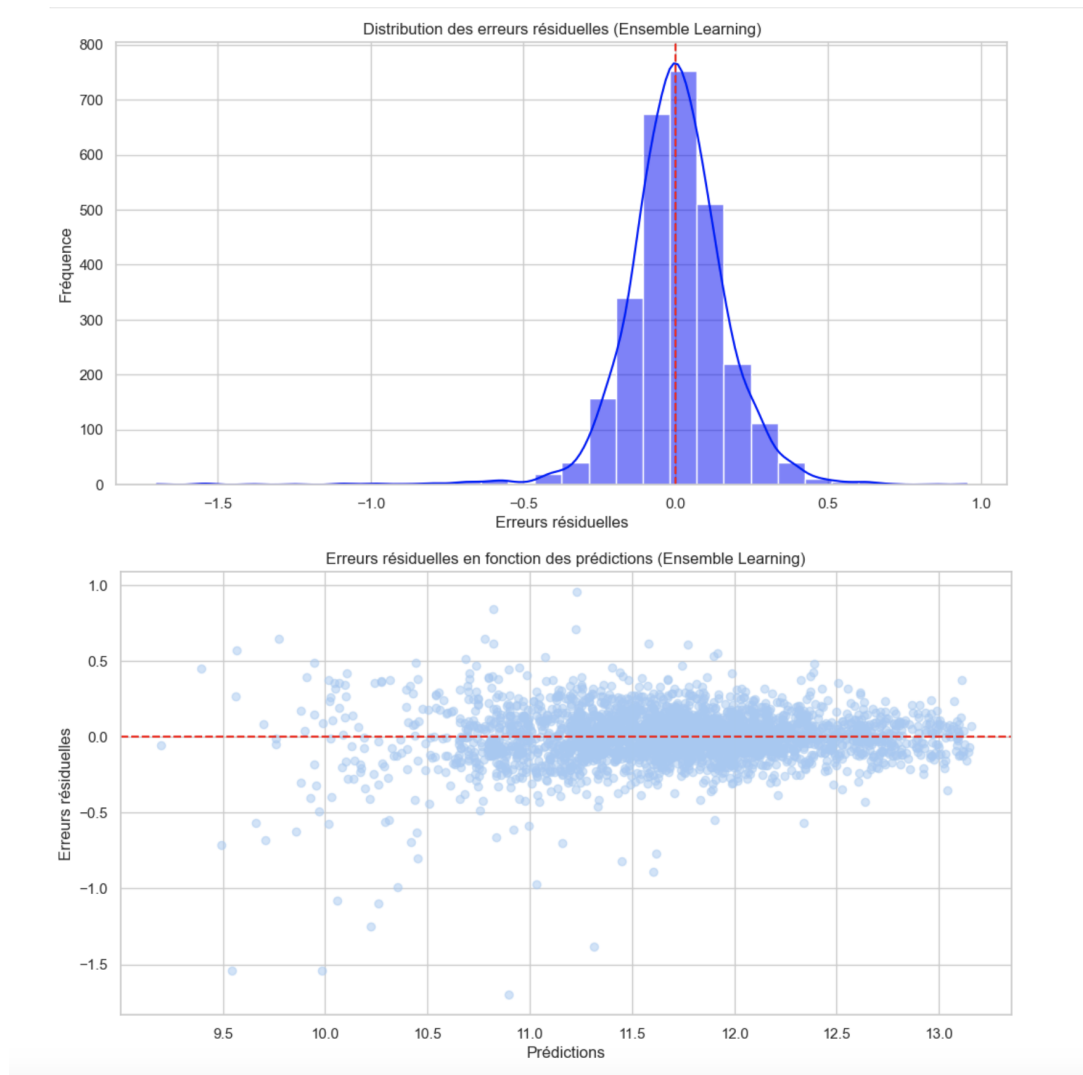 Distribution des erreurs résiduelles (Ensemble Learning)
800
700
600
500
400
300
200
100
0
Fréquence
−1.5 −1.0 −0.5 0.0 0.5 1.0
Erreurs résiduelles
Erreurs résiduelles en fonction des prédictions (Ensemble Learning)
1.0
0.5
0.0
−0.5
−1.0
−1.5
Erreurs résiduelles
9.5 10.0 10.5 11.0 11.5 12.0 12.5 13.0
Prédictions